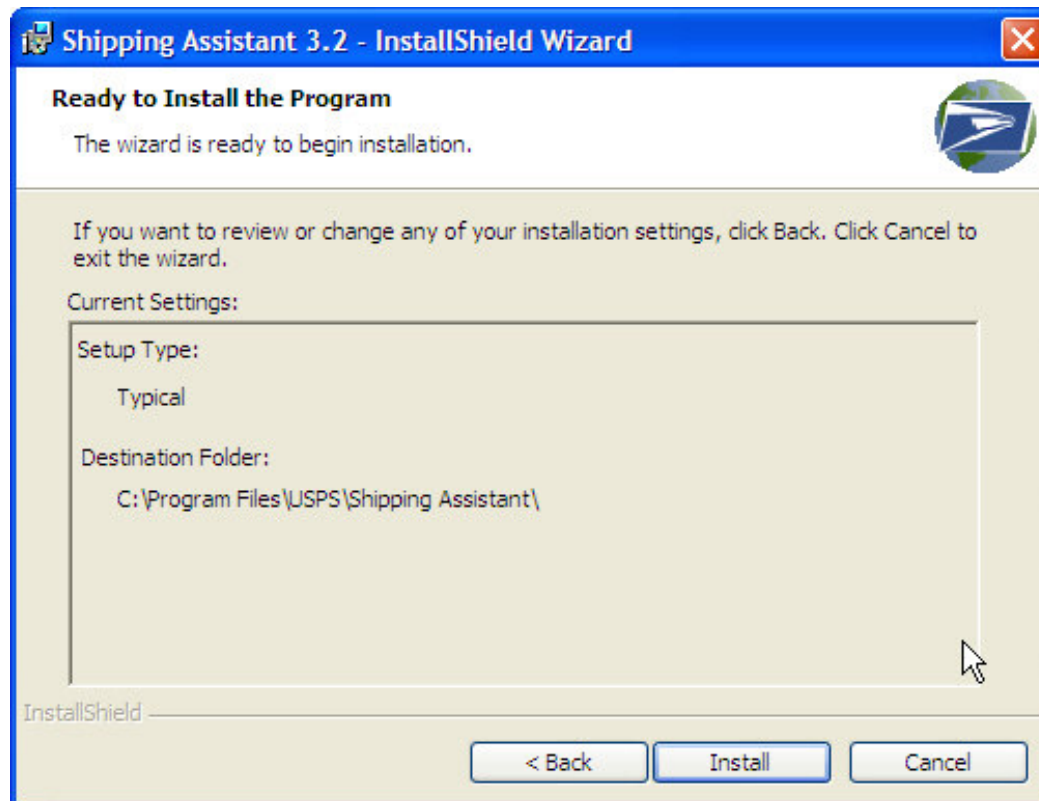 Shipping Assistant 3.2 - InstallShield Wizard
Ready to Install the Program
The wizard is ready to begin installation.
If you want to review or change any of your installation settings, click Back. Click Cancel to
exit the wizard.
Current Settings:
Setup Type:
Typical
Destination Folder:
C:\Program Files\USPS\Shipping Assistant\
InstallShield
< Back Install Cancel